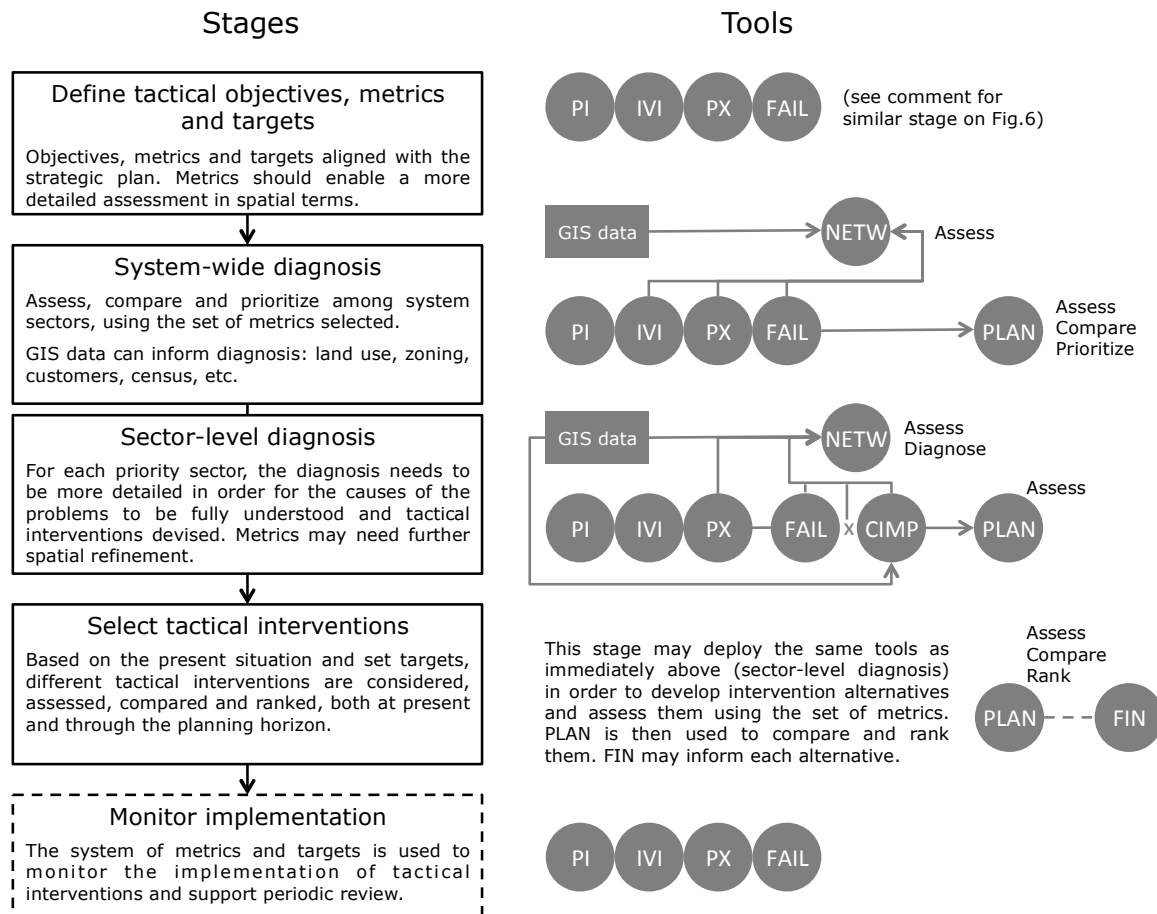 Stages
Tools
Define tactical objectives, metrics
and targets
Objectives, metrics and targets aligned with the
strategic plan. Metrics should enable a more
detailed assessment in spatial terms.
PI IVI PX FAIL
(see comment for
similar stage on Fig.6)
System-wide diagnosis
Assess, compare and prioritize among system
sectors, using the set of metrics selected.
GIS data can inform diagnosis: land use, zoning,
customers, census, etc.
GIS data NETW Assess
PI IVI PX FAIL PLAN
Assess
Compare
Prioritize
Sector-level diagnosis
For each priority sector, the diagnosis needs to
be more detailed in order for the causes of the
problems to be fully understood and tactical
interventions devised. Metrics may need further
spatial refinement.
GIS data NETW
Assess
Diagnose
PI IVI PX FAIL x CIMP PLAN
Assess
Select tactical interventions
Based on the present situation and set targets,
different tactical interventions are considered,
assessed, compared and ranked, both at present
and through the planning horizon.
This stage may deploy the same tools as
immediately above (sector-level diagnosis)
in order to develop intervention alternatives
and assess them using the set of metrics.
PLAN is then used to compare and rank
them. FIN may inform each alternative.
Assess
Compare
Rank
PLAN FIN
Monitor implementation
The system of metrics and targets is used to
monitor the implementation of tactical
interventions and support periodic review.
PI IVI PX FAIL